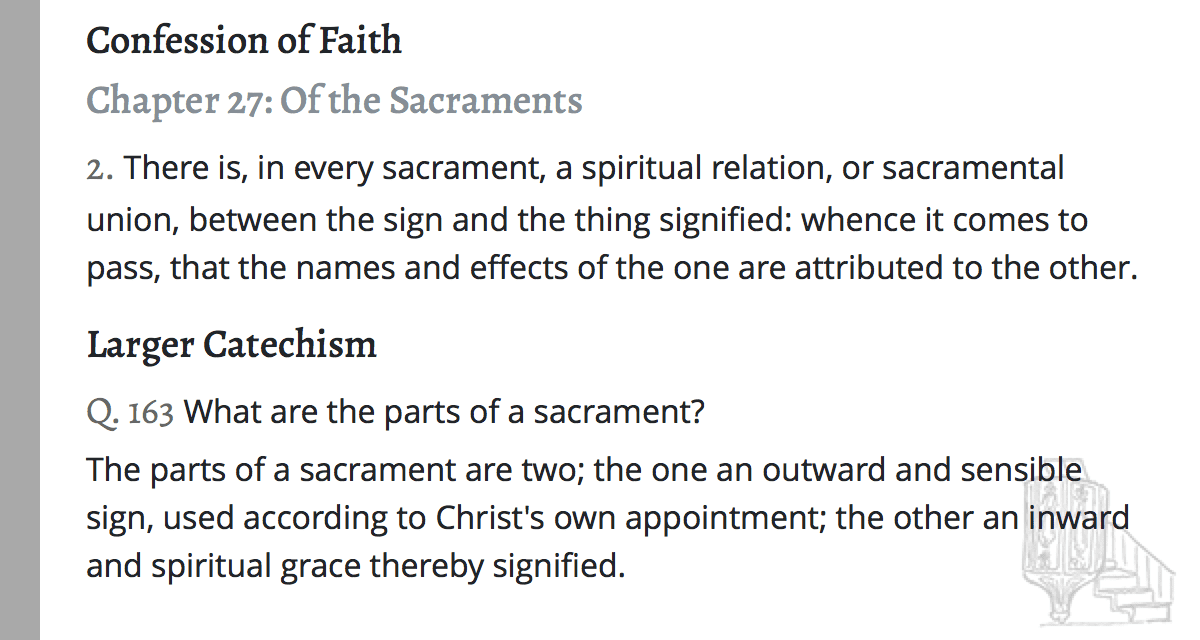 Confession of Faith
Chapter 27: Of the Sacraments
2. There is, in every sacrament, a spiritual relation, or sacramental
union, between the sign and the thing signified: whence it comes to
pass, that the names and effects of the one are attributed to the other.
Larger Catechism
Q. 163 What are the parts of a sacrament?
The parts of a sacrament are two; the one an outward and sensible
sign, used according to Christ's own appointment; the other an inward
and spiritual grace thereby signified.